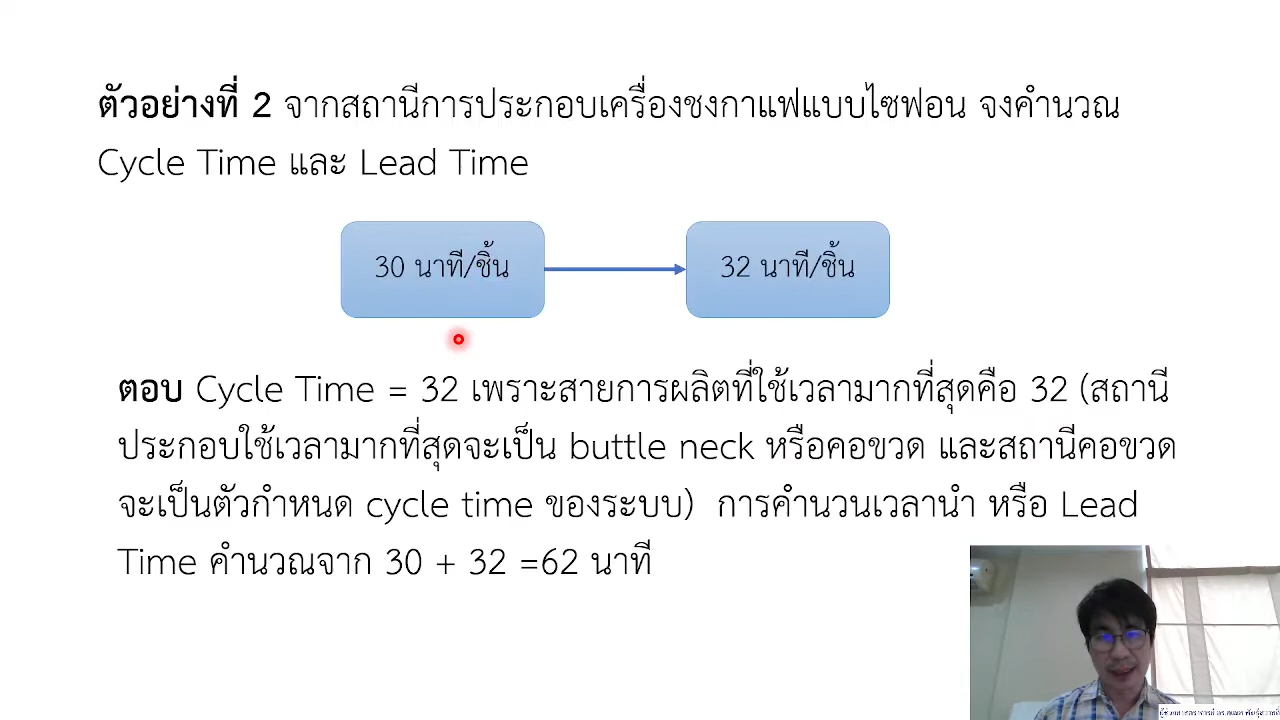 ตัวอย่างที่ 2 จากสถานีการประกอบเครื่องชงกาแฟแบบไซฟอน จงคำนวณ
Cycle Time และ Lead Time
30 นาที/ชิ้น
32 นาที/ชิ้น
ตอบ Cycle Time = 32 เพราะสายการผลิตที่ใช้เวลามากที่สุดคือ 32 (สถานี
ประกอบใช้เวลามากที่สุดจะเป็น buttle neck หรือคอขวด และสถานีคอขวด
จะเป็นตัวกำหนด cycle time ของระบบ) การคำนวนเวลานำ หรือ Lead
Time คำนวณจาก 30 + 32 =62 นาที